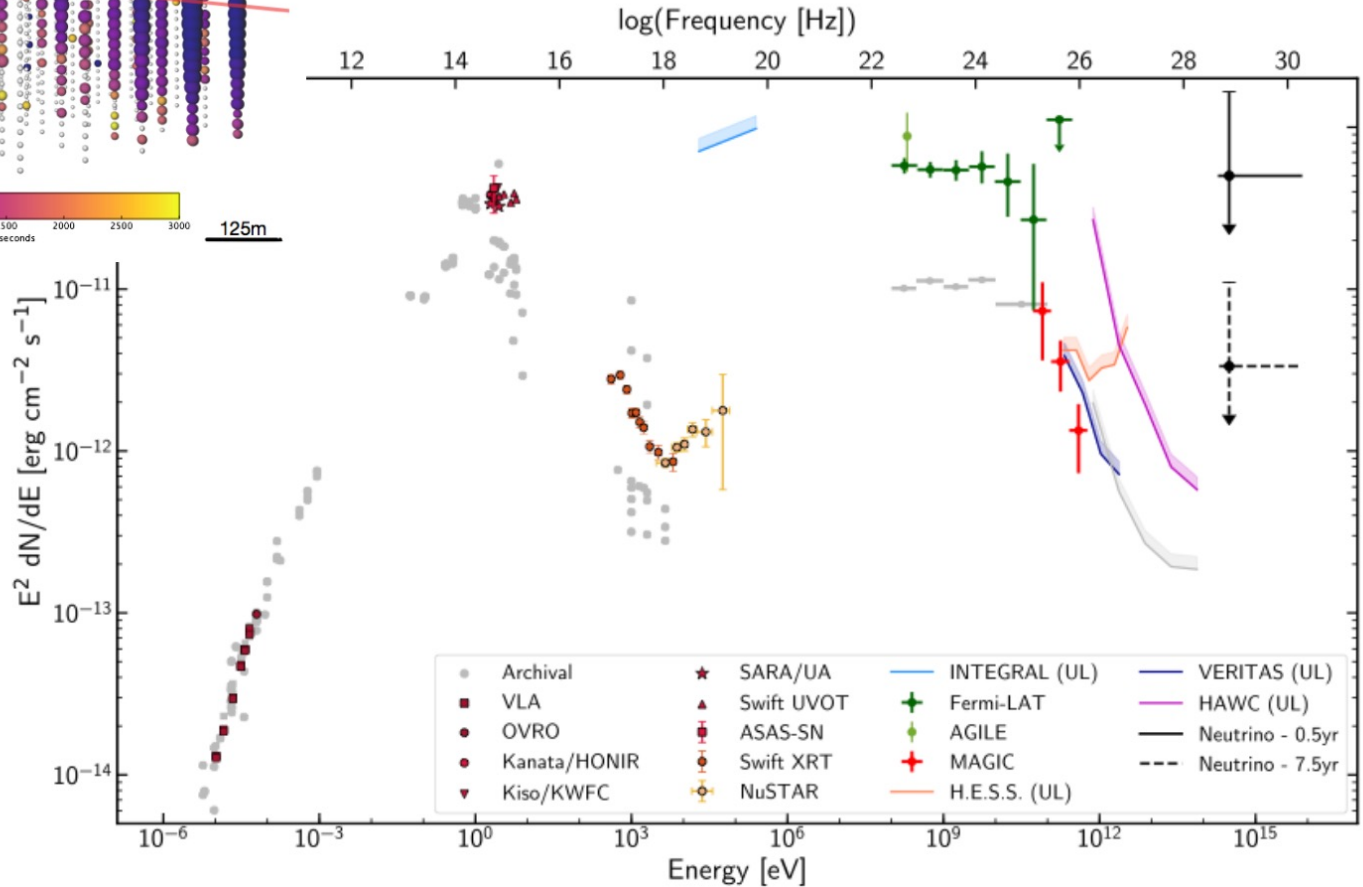 log(Frequency [Hz])
12 14 16 18 20 22 24 26 28 30
500 2000 2500 3000
seconds
125m
10⁻¹¹
10⁻¹²
10⁻¹³
10⁻¹⁴
E² dN/dE [erg cm⁻² s⁻¹]
Archival SARA/UA INTEGRAL (UL) VERITAS (UL)
VLA Swift UVOT Fermi-LAT HAWC (UL)
OVRO ASAS-SN AGILE Neutrino - 0.5yr
Kanata/HONIR Swift XRT MAGIC Neutrino - 7.5yr
Kiso/KWFC NuSTAR H.E.S.S. (UL)
10⁻⁶ 10⁻³ 10⁰ 10³ 10⁶ 10⁹ 10¹² 10¹⁵
Energy [eV]